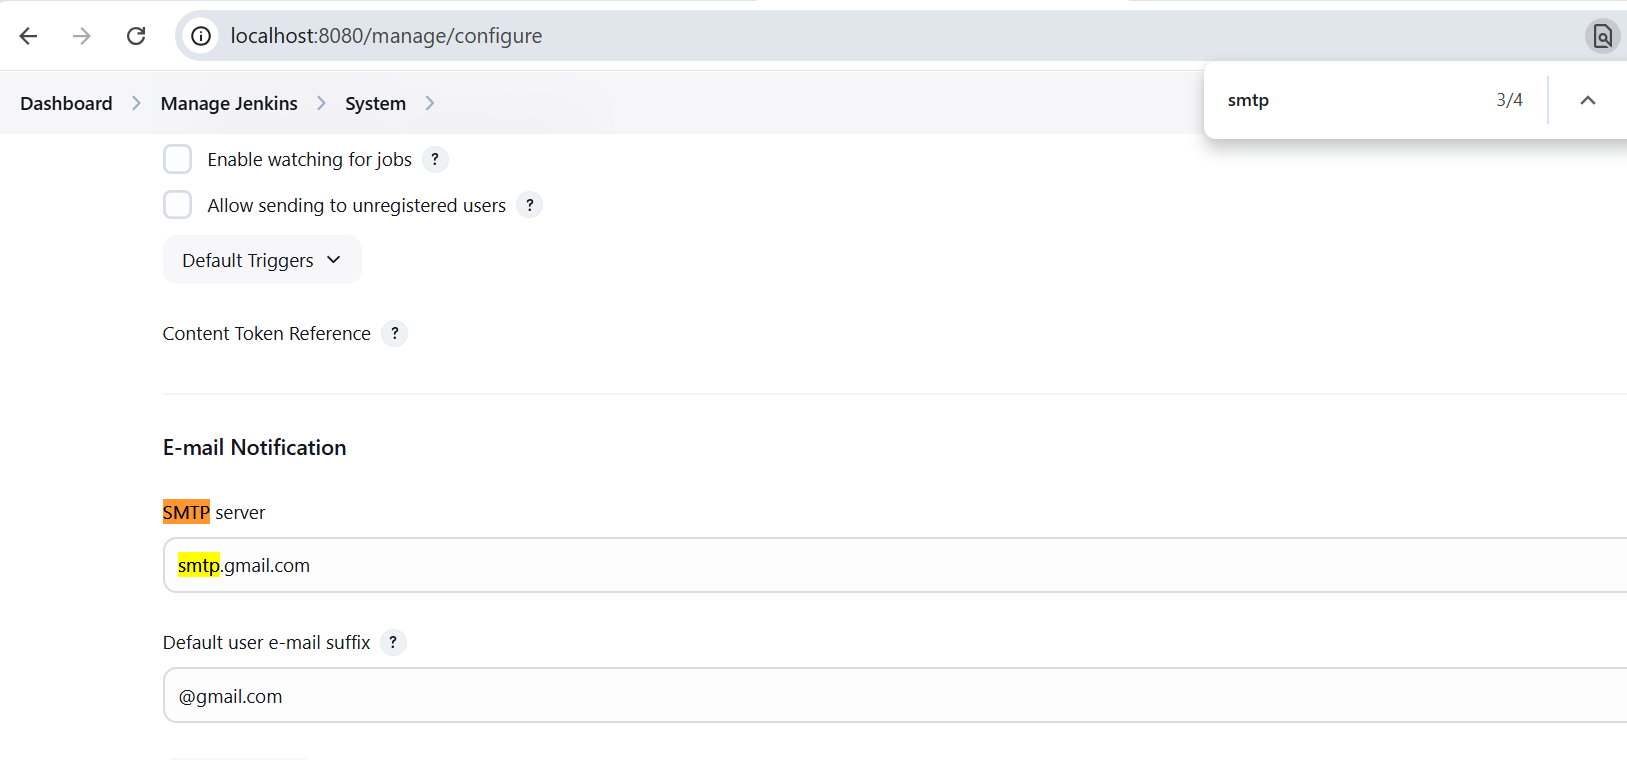 localhost:8080/manage/configure
smtp 3/4
Dashboard > Manage Jenkins > System >
Enable watching for jobs ?
Allow sending to unregistered users ?
Default Triggers
Content Token Reference ?
E-mail Notification
SMTP server
smtp.gmail.com
Default user e-mail suffix ?
@gmail.com